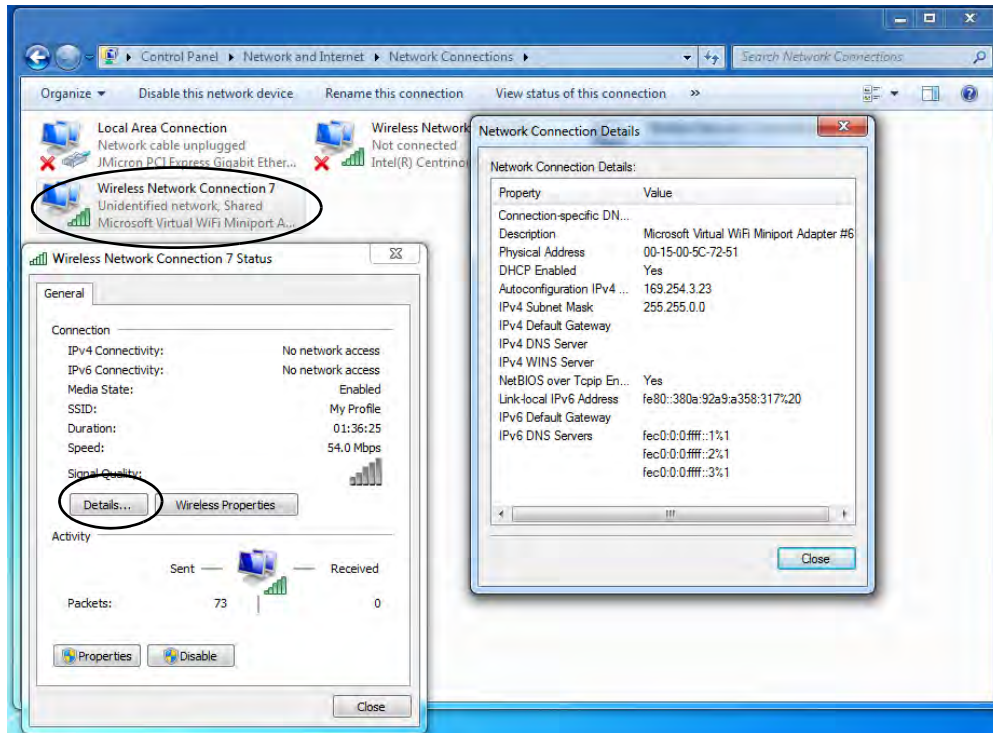 Control Panel ▸ Network and Internet ▸ Network Connections ▸
Search Network Connections
Organize
Disable this network device
Rename this connection
View status of this connection
»
Local Area Connection
Network cable unplugged
JMicron PCI Express Gigabit Ether...
Wireless Network
Not connected
Intel(R) Centrino
Wireless Network Connection 7
Unidentified network, Shared
Microsoft Virtual WiFi Miniport A...
Wireless Network Connection 7 Status
General
Connection
IPv4 Connectivity: No network access
IPv6 Connectivity: No network access
Media State: Enabled
SSID: My Profile
Duration: 01:36:25
Speed: 54.0 Mbps
Signal Quality:
Details...
Wireless Properties
Activity
Sent — — Received
Packets: 73 | 0
Properties
Disable
Close
Network Connection Details
Network Connection Details:
Property Value
Connection-specific DN...
Description Microsoft Virtual WiFi Miniport Adapter #6
Physical Address 00-15-00-5C-72-51
DHCP Enabled Yes
Autoconfiguration IPv4 ... 169.254.3.23
IPv4 Subnet Mask 255.255.0.0
IPv4 Default Gateway
IPv4 DNS Server
IPv4 WINS Server
NetBIOS over Tcpip En... Yes
Link-local IPv6 Address fe80::380a:92a9:a358:317%20
IPv6 Default Gateway
IPv6 DNS Servers fec0:0:0:ffff::1%1
fec0:0:0:ffff::2%1
fec0:0:0:ffff::3%1
Close